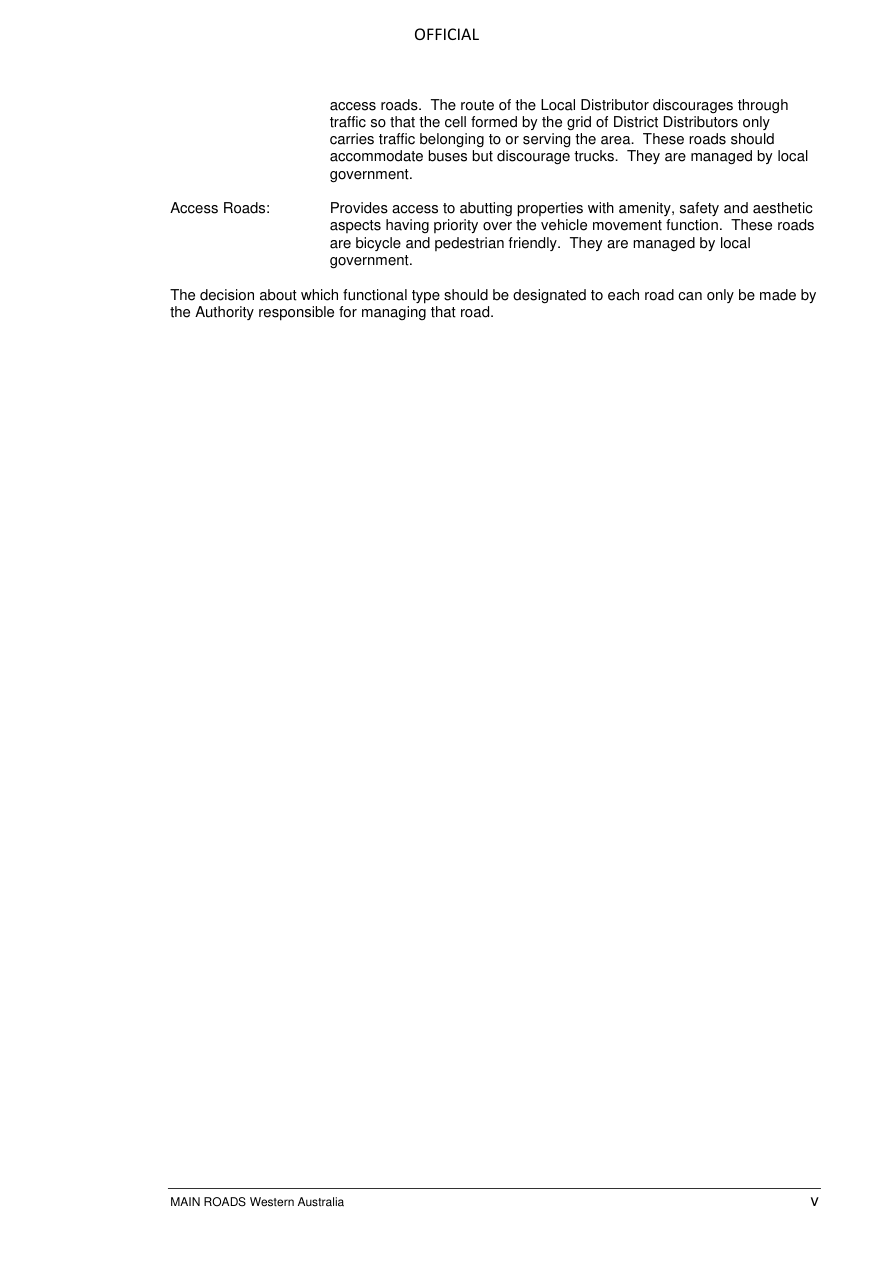 OFFICIAL
access roads.  The route of the Local Distributor discourages through
traffic so that the cell formed by the grid of District Distributors only
carries traffic belonging to or serving the area.  These roads should
accommodate buses but discourage trucks.  They are managed by local
government.
Access Roads: Provides access to abutting properties with amenity, safety and aesthetic
aspects having priority over the vehicle movement function.  These roads
are bicycle and pedestrian friendly.  They are managed by local
government.
The decision about which functional type should be designated to each road can only be made by
the Authority responsible for managing that road.
MAIN ROADS Western Australia v